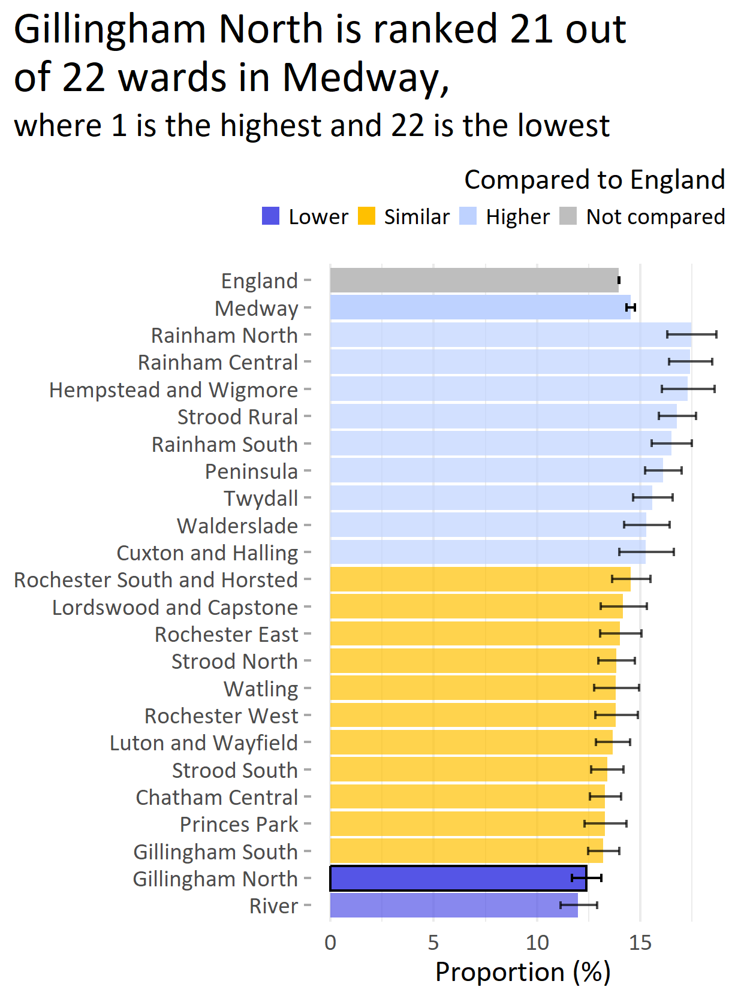 Gillingham North is ranked 21 out
of 22 wards in Medway,
where 1 is the highest and 22 is the lowest
Compared to England
Lower Similar Higher Not compared
England
Medway
Rainham North
Rainham Central
Hempstead and Wigmore
Strood Rural
Rainham South
Peninsula
Twydall
Walderslade
Cuxton and Halling
Rochester South and Horsted
Lordswood and Capstone
Rochester East
Strood North
Watling
Rochester West
Luton and Wayfield
Strood South
Chatham Central
Princes Park
Gillingham South
Gillingham North
River
0 5 10 15
Proportion (%)